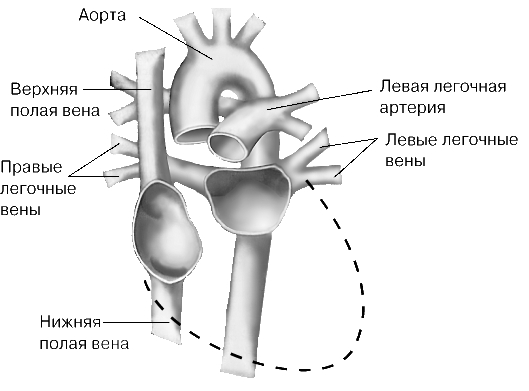 Аорта
Верхняя
полая вена
Левая легочная
артерия
Левые легочные
вены
Правые
легочные
вены
Нижняя
полая вена